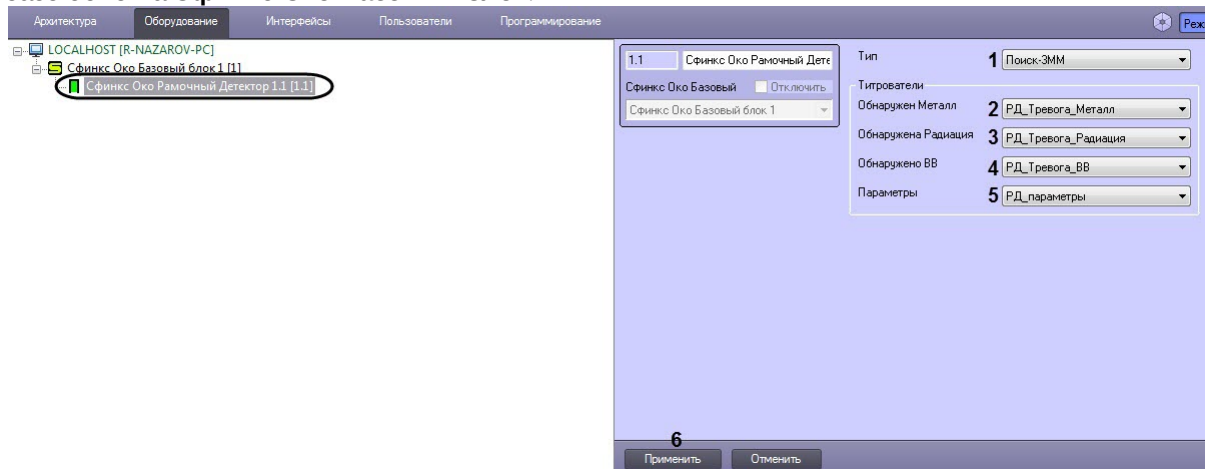 Архитектура Оборудование Интерфейсы Пользователи Программирование Реж
LOCALHOST [R-NAZAROV-PC]
Сфинкс Око Базовый блок 1 [1]
Сфинкс Око Рамочный Детектор 1.1 [1.1]
1.1 Сфинкс Око Рамочный Дете
Сфинкс Око Базовый Отключить
Сфинкс Око Базовый блок 1
Тип 1 Поиск-3ММ
Титрователи
Обнаружен Металл 2 РД_Тревога_Металл
Обнаружена Радиация 3 РД_Тревога_Радиация
Обнаружено ВВ 4 РД_Тревога_ВВ
Параметры 5 РД_параметры
6
Применить Отменить